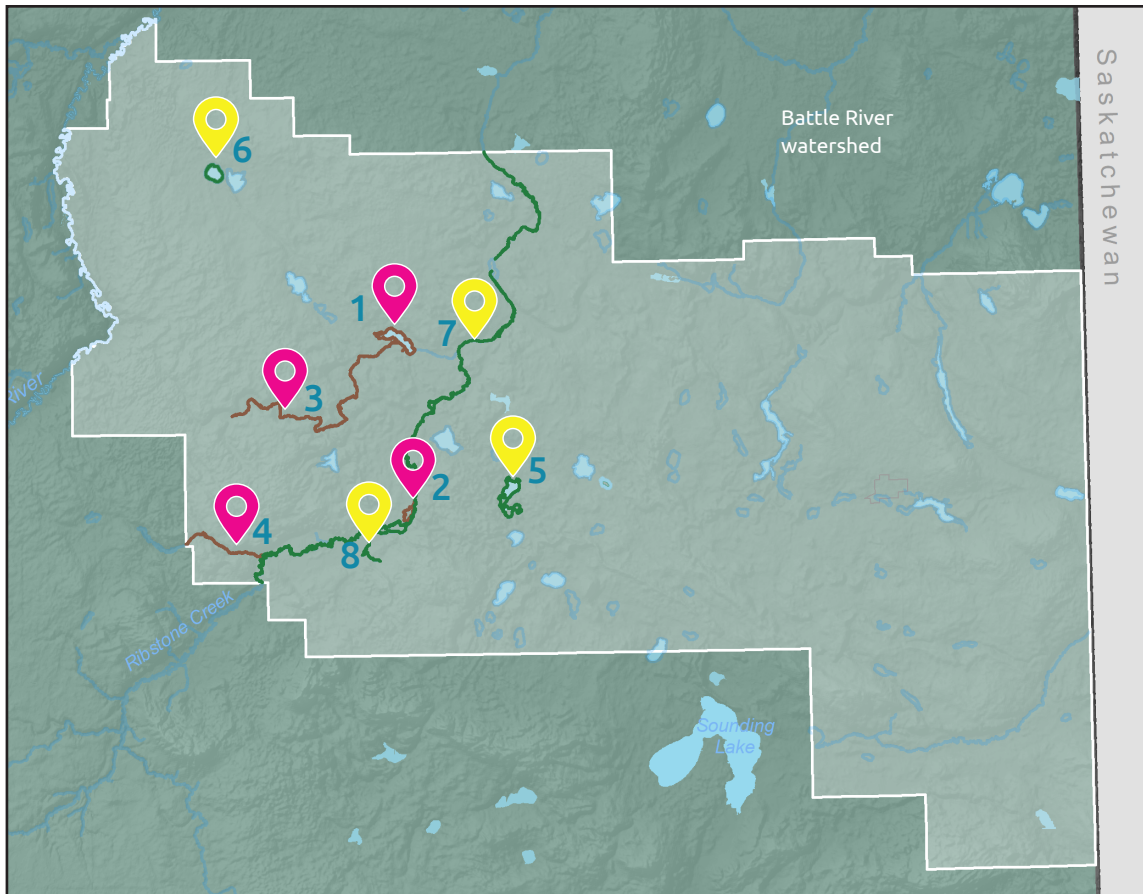 Battle River
watershed
Saskatchewan
6
1
7
River
3
5
2
4
8
Ribstone Creek
Sounding
Lake